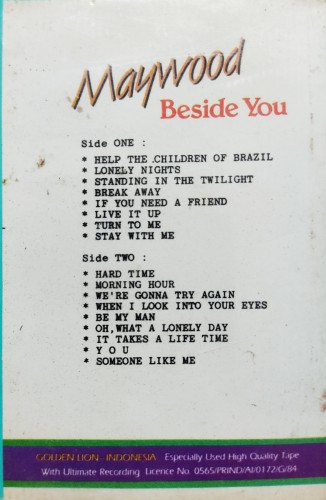 Maywood
Beside You
Side ONE :
* HELP THE CHILDREN OF BRAZIL
* LONELY NIGHTS
* STANDING IN THE TWILIGHT
* BREAK AWAY
* IF YOU NEED A FRIEND
* LIVE IT UP
* TURN TO ME
* STAY WITH ME
Side TWO :
* HARD TIME
* MORNING HOUR
* WE'RE GONNA TRY AGAIN
* WHEN I LOOK INTO YOUR EYES
* BE MY MAN
* OH,WHAT A LONELY DAY
* IT TAKES A LIFE TIME
* Y O U
* SOMEONE LIKE ME
GOLDEN LION - INDONESIA - Especially Used High Quality Tape
With Ultimate Recording Licence No. 0565/PRIND/AI/0172/G/84